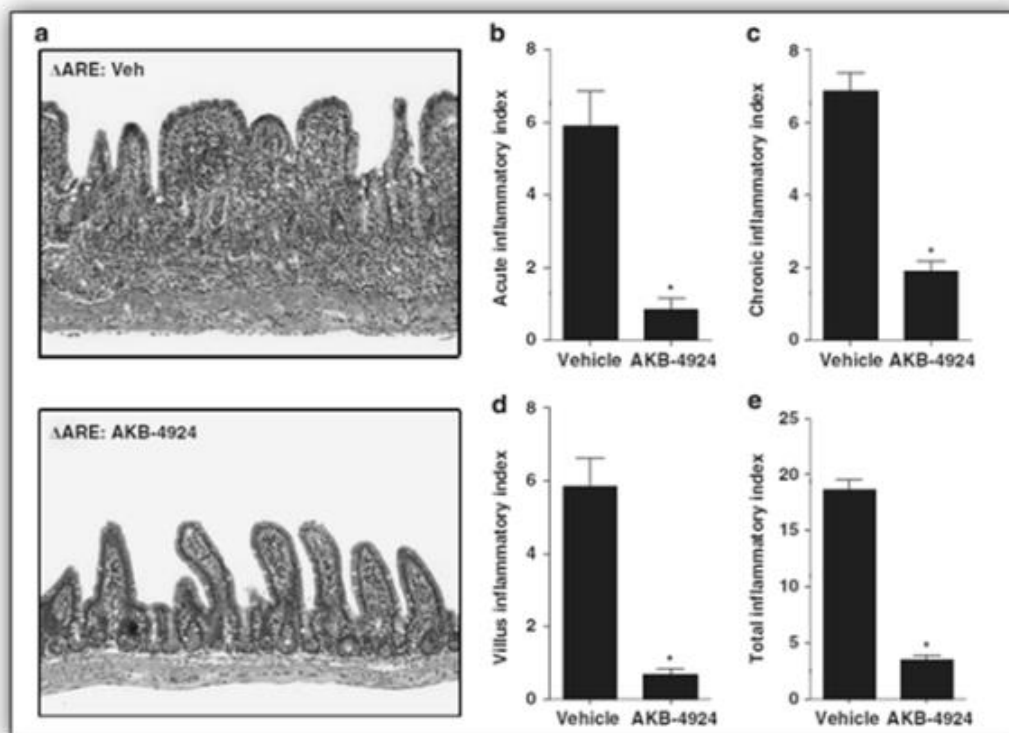 a
ΔARE: Veh
ΔARE: AKB-4924
b
Acute inflammatory index
8
6
4
2
0
*
Vehicle AKB-4924
c
Chronic inflammatory index
8
6
4
2
0
*
Vehicle AKB-4924
d
Villus inflammatory index
8
6
4
2
0
*
Vehicle AKB-4924
e
Total inflammatory index
25
20
15
10
5
0
*
Vehicle AKB-4924